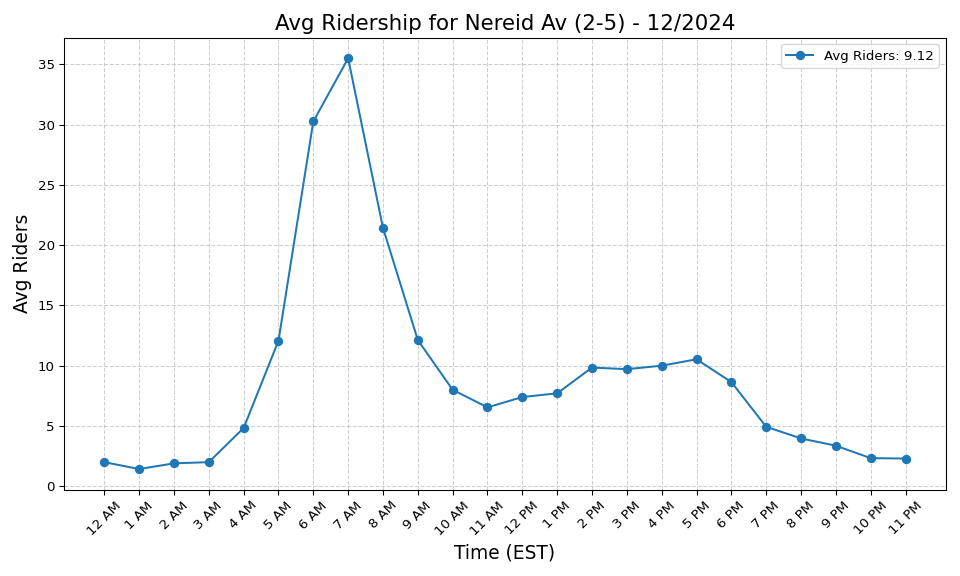 Avg Ridership for Nereid Av (2-5) - 12/2024
Avg Riders: 9.12
Avg Riders
35
30
25
20
15
10
5
0
12 AM
1 AM
2 AM
3 AM
4 AM
5 AM
6 AM
7 AM
8 AM
9 AM
10 AM
11 AM
12 PM
1 PM
2 PM
3 PM
4 PM
5 PM
6 PM
7 PM
8 PM
9 PM
10 PM
11 PM
Time (EST)